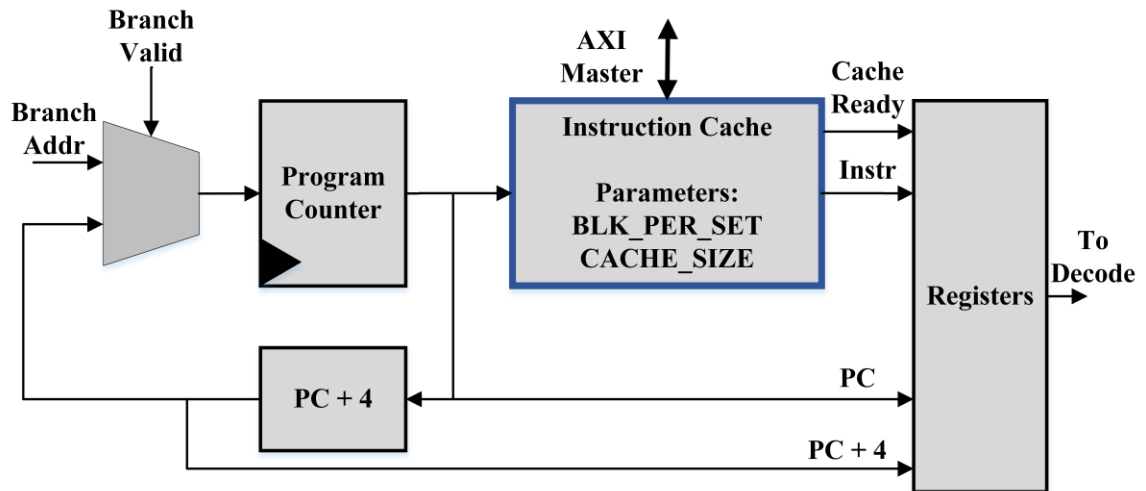 Branch
Valid
Branch
Addr
Program
Counter
AXI
Master
Instruction Cache
Parameters:
BLK_PER_SET
CACHE_SIZE
Cache
Ready
Instr
Registers
To
Decode
PC + 4
PC
PC + 4